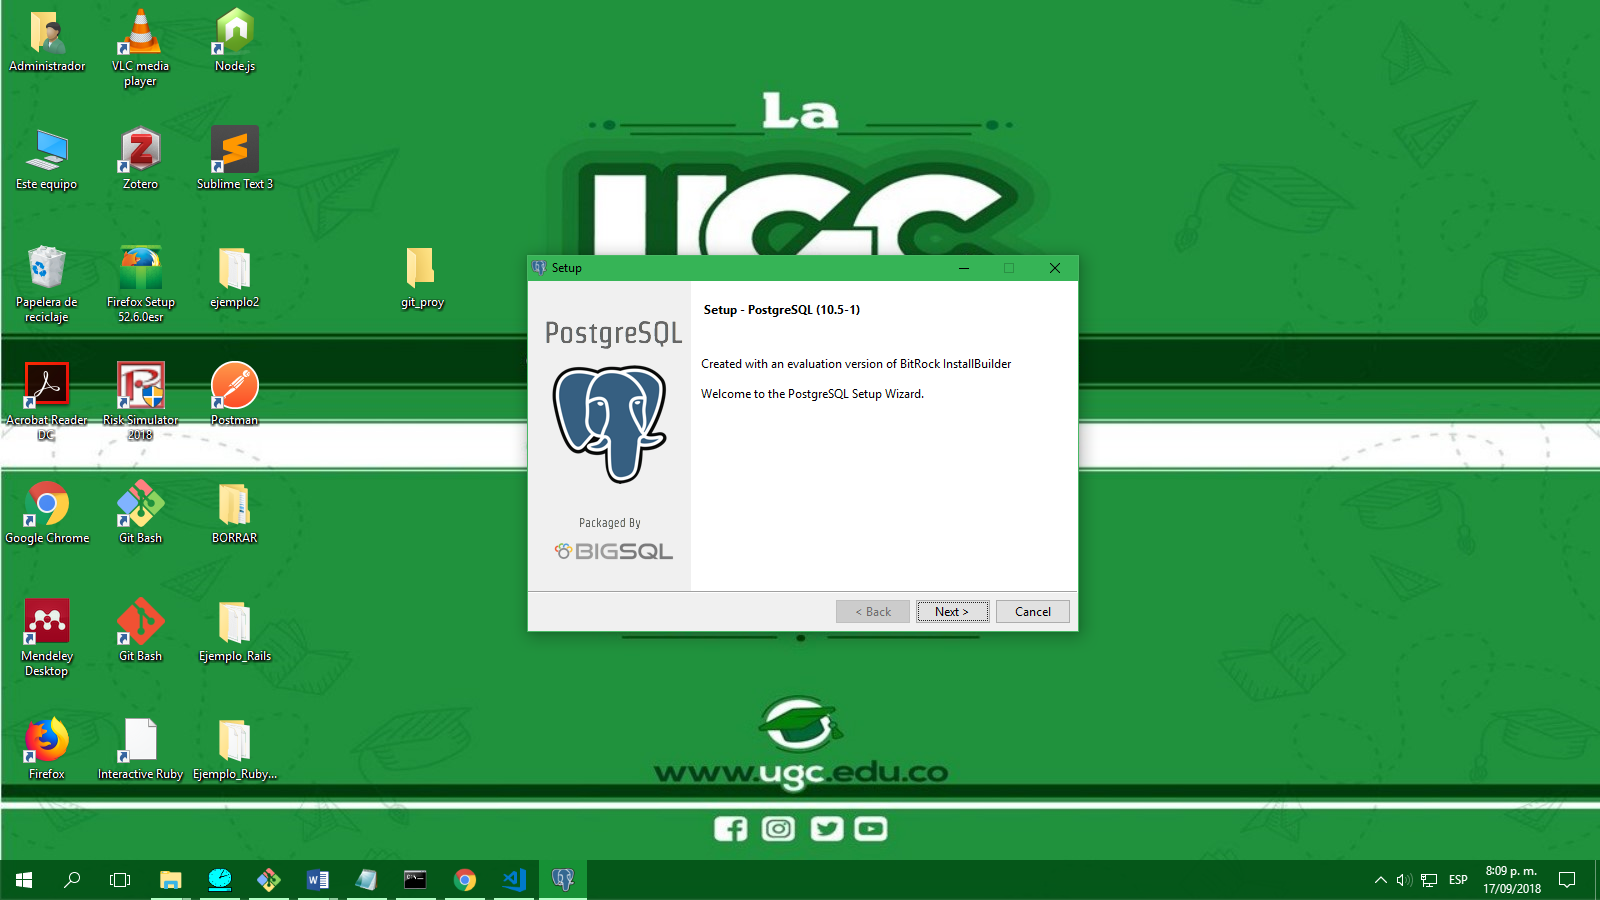 Administrador
VLC media
player
Node.js
Este equipo
Zotero
Sublime Text 3
Papelera de
reciclaje
Firefox Setup
52.6.0esr
ejemplo2
git_proy
Acrobat Reader
DC
Risk Simulator
2018
Postman
Google Chrome
Git Bash
BORRAR
Mendeley
Desktop
Git Bash
Ejemplo_Rails
Firefox
Interactive Ruby
Ejemplo_Ruby...
La
UGC
Setup
PostgreSQL
Packaged By
BIGSQL
Setup - PostgreSQL (10.5-1)
Created with an evaluation version of BitRock InstallBuilder
Welcome to the PostgreSQL Setup Wizard.
< Back
Next >
Cancel
www.ugc.edu.co
ESP
8:09 p. m.
17/09/2018